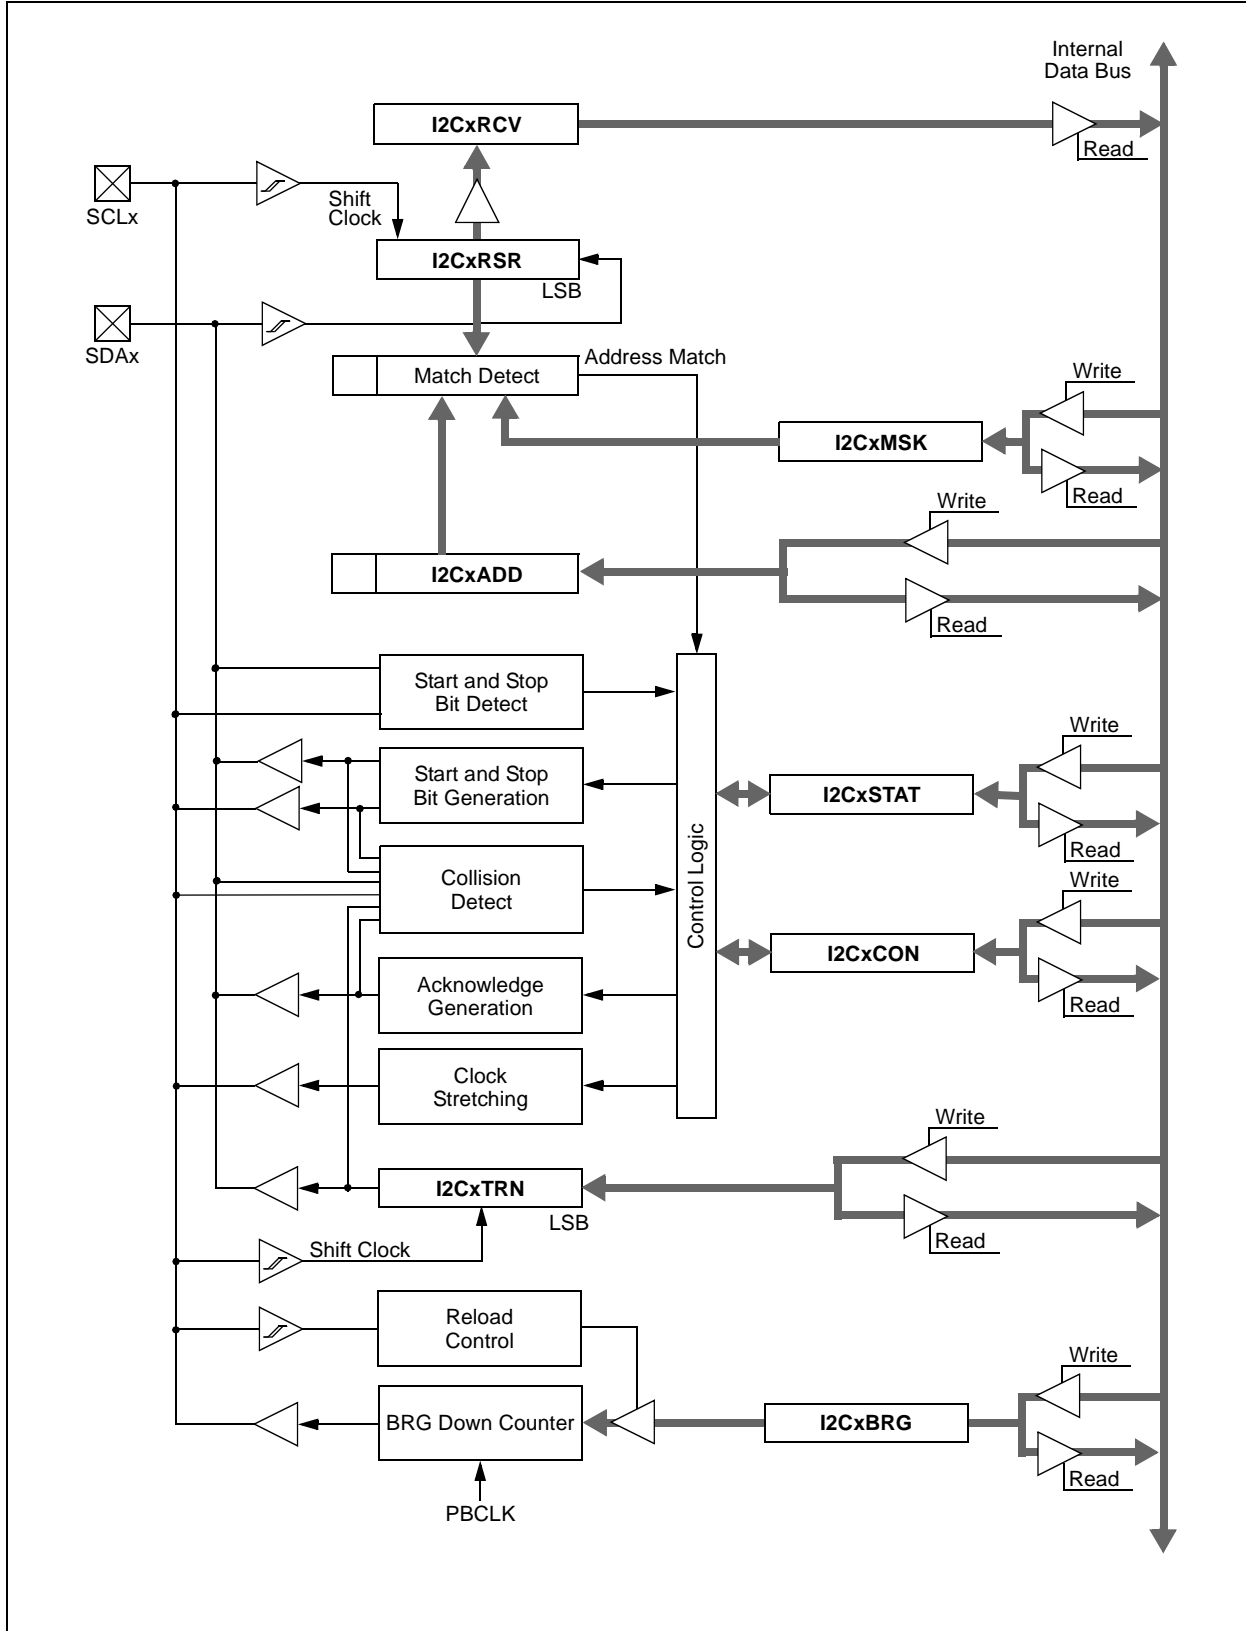 Internal
Data Bus
I2CxRCV
Read
SCLx
Shift
Clock
I2CxRSR
LSB
SDAx
Address Match
Match Detect
Write
I2CxMSK
Read
Write
I2CxADD
Read
Start and Stop
Bit Detect
Write
Start and Stop
Bit Generation
I2CxSTAT
Read
Control Logic
Collision
Detect
Write
I2CxCON
Read
Acknowledge
Generation
Clock
Stretching
Write
I2CxTRN
LSB
Read
Shift Clock
Reload
Control
Write
BRG Down Counter
I2CxBRG
Read
PBCLK